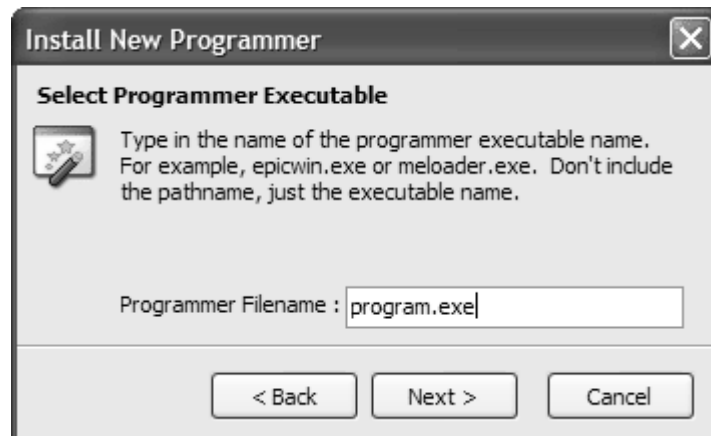 Install New Programmer
Select Programmer Executable
Type in the name of the programmer executable name.
For example, epicwin.exe or meloader.exe.  Don't include
the pathname, just the executable name.
Programmer Filename : program.exe
< Back Next > Cancel